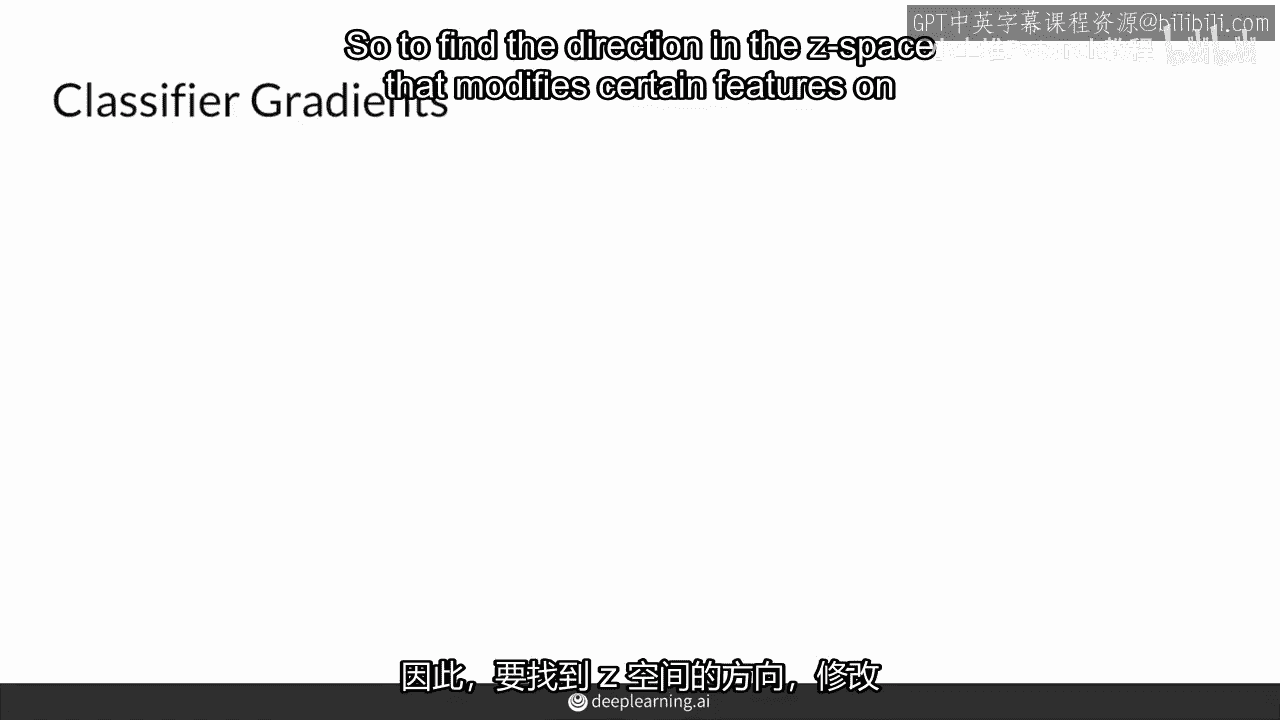 GPT中英字幕课程资源@bilibili.com
So to find the direction in the z-space
that modifies certain features on
Classifier Gradients
因此，要找到 z 空间的方向，修改
deeplearning.ai